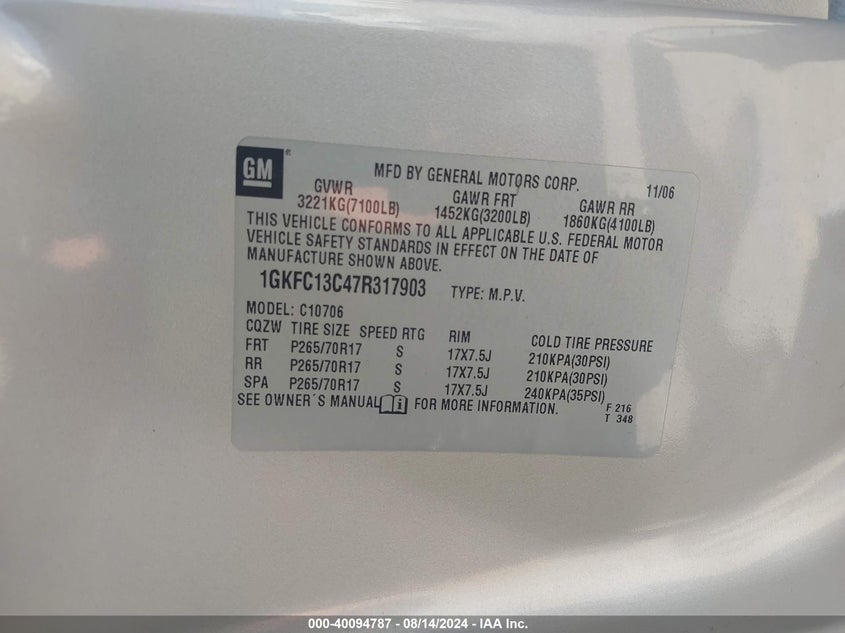 GM ®
MFD BY GENERAL MOTORS CORP. 11/06
GVWR GAWR FRT GAWR RR
3221KG(7100LB) 1452KG(3200LB) 1860KG(4100LB)
THIS VEHICLE CONFORMS TO ALL APPLICABLE U.S. FEDERAL MOTOR
VEHICLE SAFETY STANDARDS IN EFFECT ON THE DATE OF
MANUFACTURE SHOWN ABOVE.
1GKFC13C47R317903 TYPE: M.P.V.
MODEL: C10706
CQZW TIRE SIZE SPEED RTG RIM COLD TIRE PRESSURE
FRT P265/70R17 S 17X7.5J 210KPA(30PSI)
RR P265/70R17 S 17X7.5J 210KPA(30PSI)
SPA P265/70R17 S 17X7.5J 240KPA(35PSI)
SEE OWNER´S MANUAL i FOR MORE INFORMATION. F 216
T 348
000-40094787 - 08/14/2024 - IAA Inc.